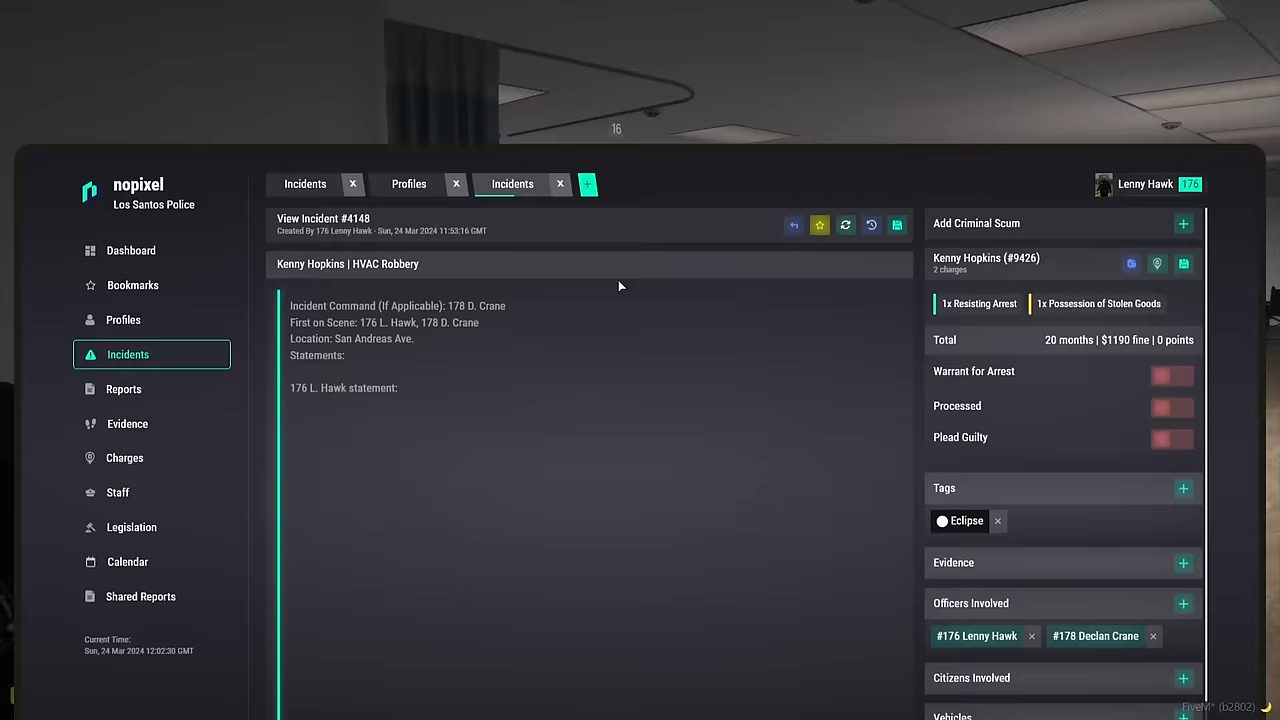 16
nopixel
Los Santos Police
Dashboard
Bookmarks
Profiles
Incidents
Reports
Evidence
Charges
Staff
Legislation
Calendar
Shared Reports
Current Time:
Sun, 24 Mar 2024 12:02:30 GMT
Incidents
Profiles
Incidents
Lenny Hawk 176
View Incident #4148
Created By 176 Lenny Hawk · Sun, 24 Mar 2024 11:53:16 GMT
Kenny Hopkins | HVAC Robbery
Incident Command (If Applicable): 178 D. Crane
First on Scene: 176 L. Hawk, 178 D. Crane
Location: San Andreas Ave.
Statements:
176 L. Hawk statement:
Add Criminal Scum
Kenny Hopkins (#9426)
2 charges
1x Resisting Arrest
1x Possession of Stolen Goods
Total
20 months | $1190 fine | 0 points
Warrant for Arrest
Processed
Plead Guilty
Tags
Eclipse
Evidence
Officers Involved
#176 Lenny Hawk
#178 Declan Crane
Citizens Involved
Vehicles
FiveM* (b2802)